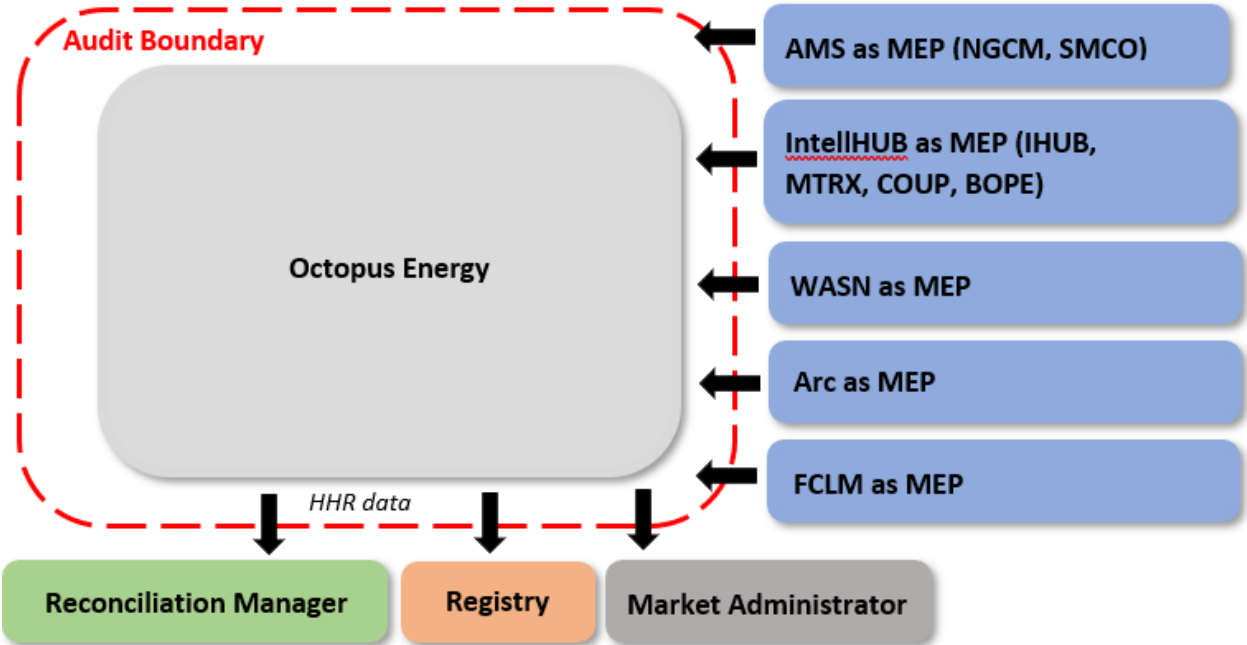 Audit Boundary
Octopus Energy
AMS as MEP (NGCM, SMCO)
IntellHUB as MEP (IHUB,
MTRX, COUP, BOPE)
WASN as MEP
Arc as MEP
FCLM as MEP
HHR data
Reconciliation Manager
Registry
Market Administrator